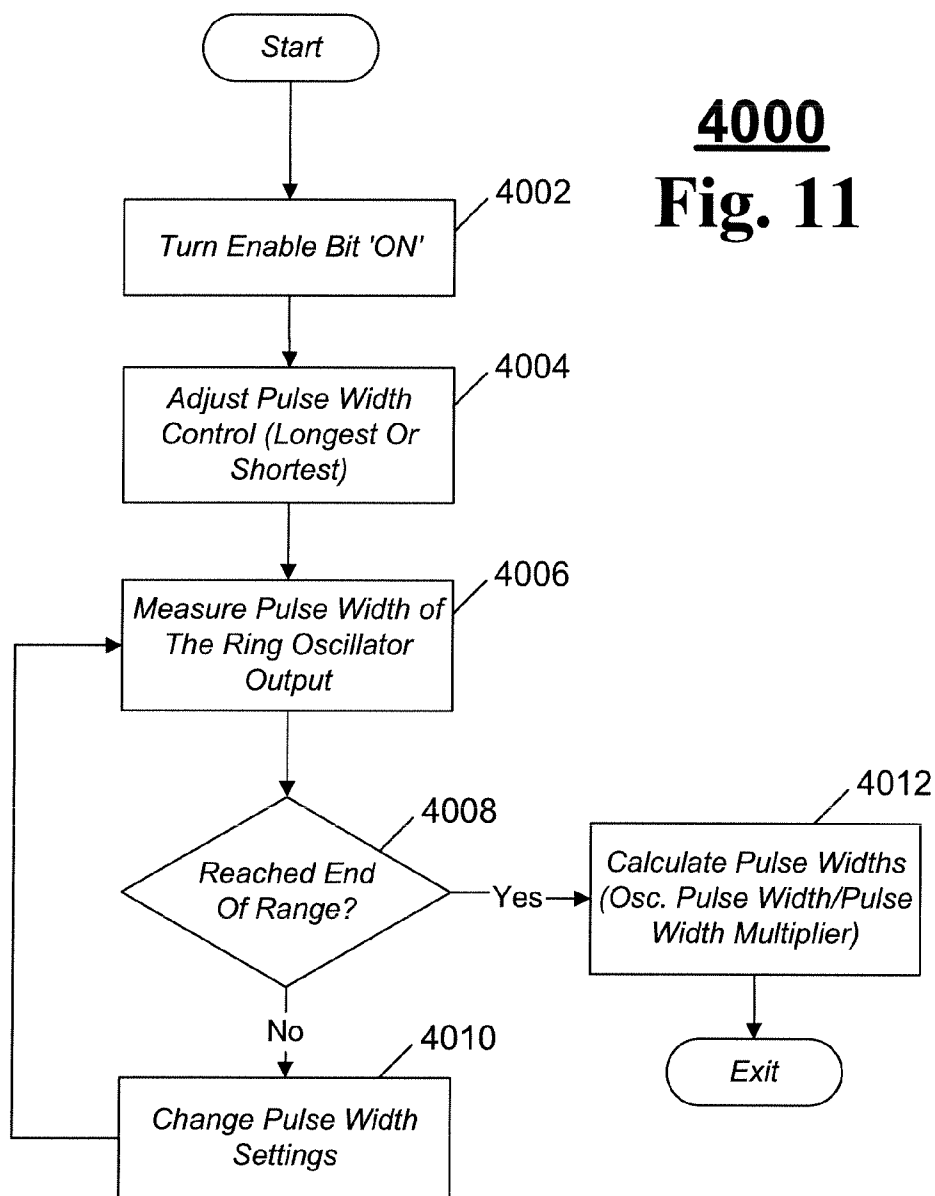 Start
4000
Fig. 11
4002
Turn Enable Bit 'ON'
4004
Adjust Pulse Width
Control (Longest Or
Shortest)
4006
Measure Pulse Width of
The Ring Oscillator
Output
4008
Reached End
Of Range?
Yes
4012
Calculate Pulse Widths
(Osc. Pulse Width/Pulse
Width Multiplier)
No
4010
Change Pulse Width
Settings
Exit